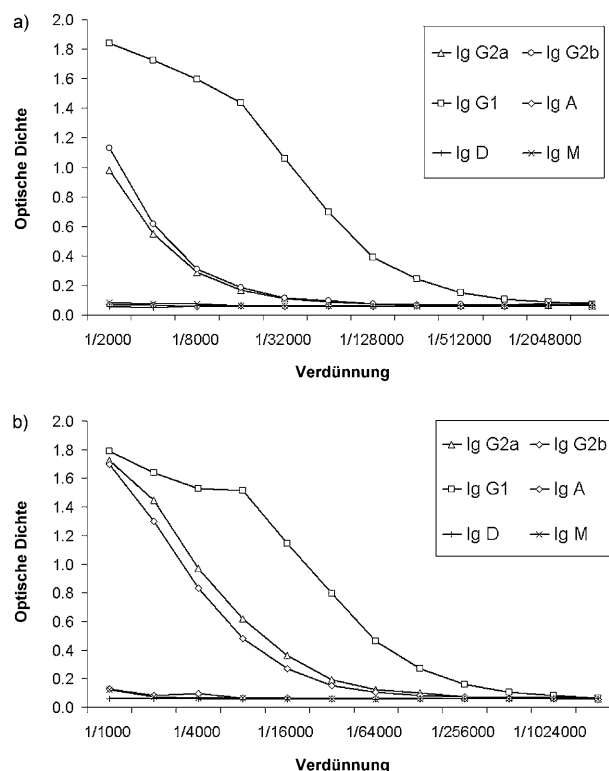 a)
2.0
1.8
1.6
1.4
1.2
1.0
0.8
0.6
0.4
0.2
0.0
Optische Dichte
1/2000 1/8000 1/32000 1/128000 1/512000 1/2048000
Verdünnung
Ig G2a Ig G2b
Ig G1 Ig A
Ig D Ig M
b)
2.0
1.8
1.6
1.4
1.2
1.0
0.8
0.6
0.4
0.2
0.0
Optische Dichte
1/1000 1/4000 1/16000 1/64000 1/256000 1/1024000
Verdünnung
Ig G2a Ig G2b
Ig G1 Ig A
Ig D Ig M